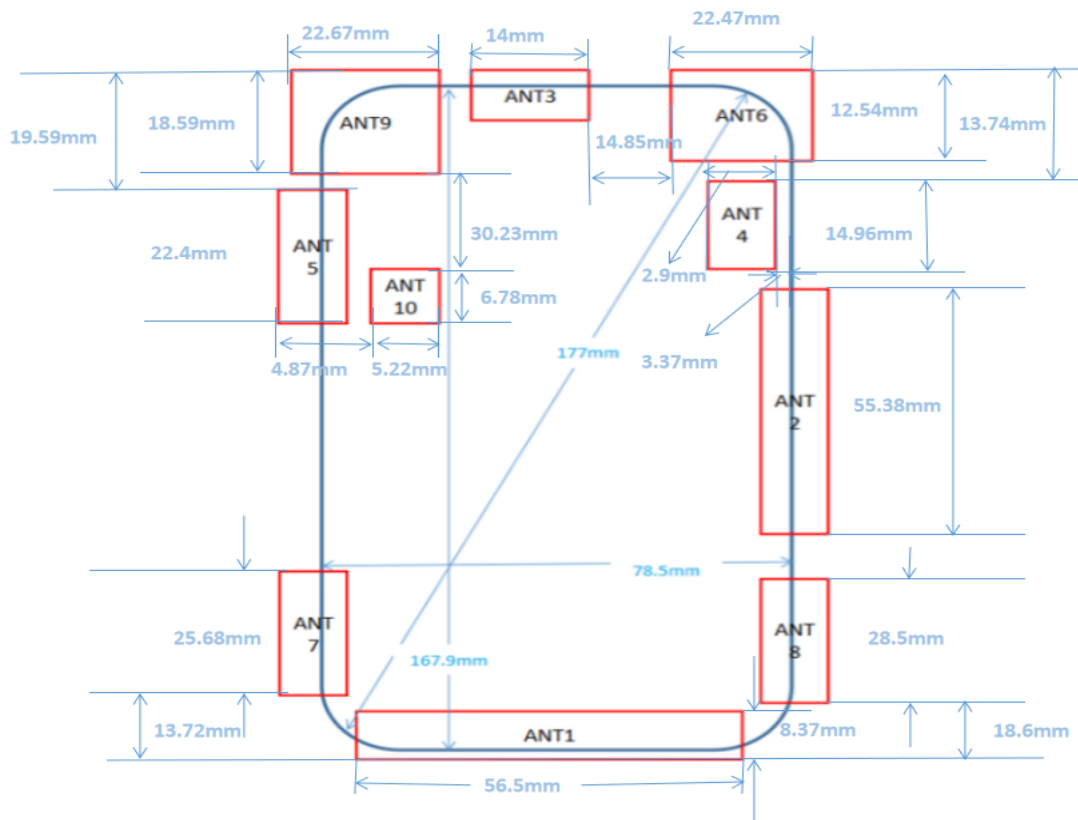 22.67mm
14mm
22.47mm
19.59mm
18.59mm
ANT9
ANT3
ANT6
12.54mm
13.74mm
14.85mm
ANT
4
14.96mm
2.9mm
22.4mm
ANT
5
30.23mm
ANT
10
6.78mm
3.37mm
4.87mm
5.22mm
177mm
ANT
2
55.38mm
78.5mm
25.68mm
ANT
7
167.9mm
ANT
8
28.5mm
13.72mm
ANT1
8.37mm
18.6mm
56.5mm